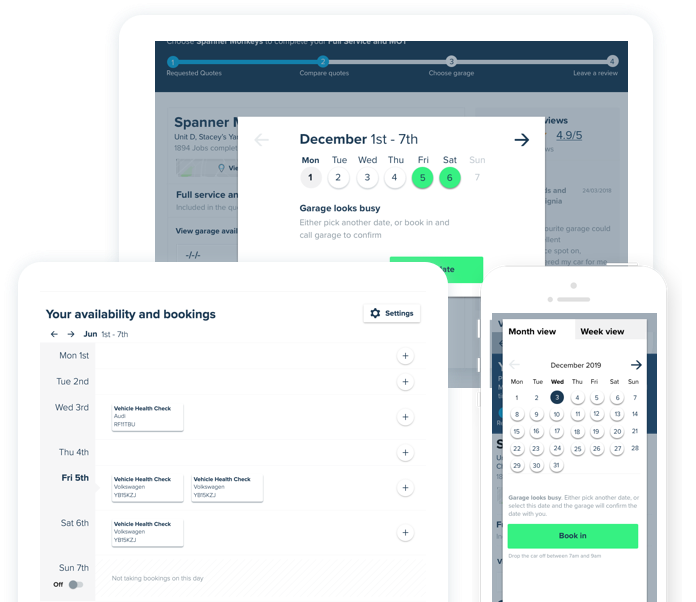 Choose Spanner Monkeys to complete your Full Service and MOT
1 2 3 4
Requested Quotes Compare quotes Choose garage Leave a review
Spanner M
Unit D, Stacey's Yar
1894 Jobs complet
Vie
Full service an
Included in the quo
View garage avail
-/-/-
December 1st - 7th
Mon Tue Wed Thu Fri Sat Sun
1 2 3 4 5 6 7
Garage looks busy
Either pick another date, or book in and
call garage to confirm
ate
iews
4.9/5
ws
ds and 24/03/2018
ignia
ourite garage could
llent
ce spot on,
ered my car for me
Your availability and bookings
Settings
Jun 1st - 7th
Mon 1st
Tue 2nd
Wed 3rd
Vehicle Health Check
Audi
RF11TBU
Thu 4th
Fri 5th
Vehicle Health Check Vehicle Health Check
Volkswagen Volkswagen
YB15KZJ YB15KZJ
Sat 6th
Vehicle Health Check
Volkswagen
YB15KZJ
Sun 7th
Off
Not taking bookings on this day
Month view Week view
December 2019
Mon Tue Wed Thu Fri Sat Sun
1 2 3 4 5 6 7
8 9 10 11 12 13 14
15 16 17 18 19 20 21
22 23 24 25 26 27 28
29 30 31
Garage looks busy. Either pick another date, or
select this date and the garage will confirm the
date with you.
Book in
Drop the car off between 7am and 9am